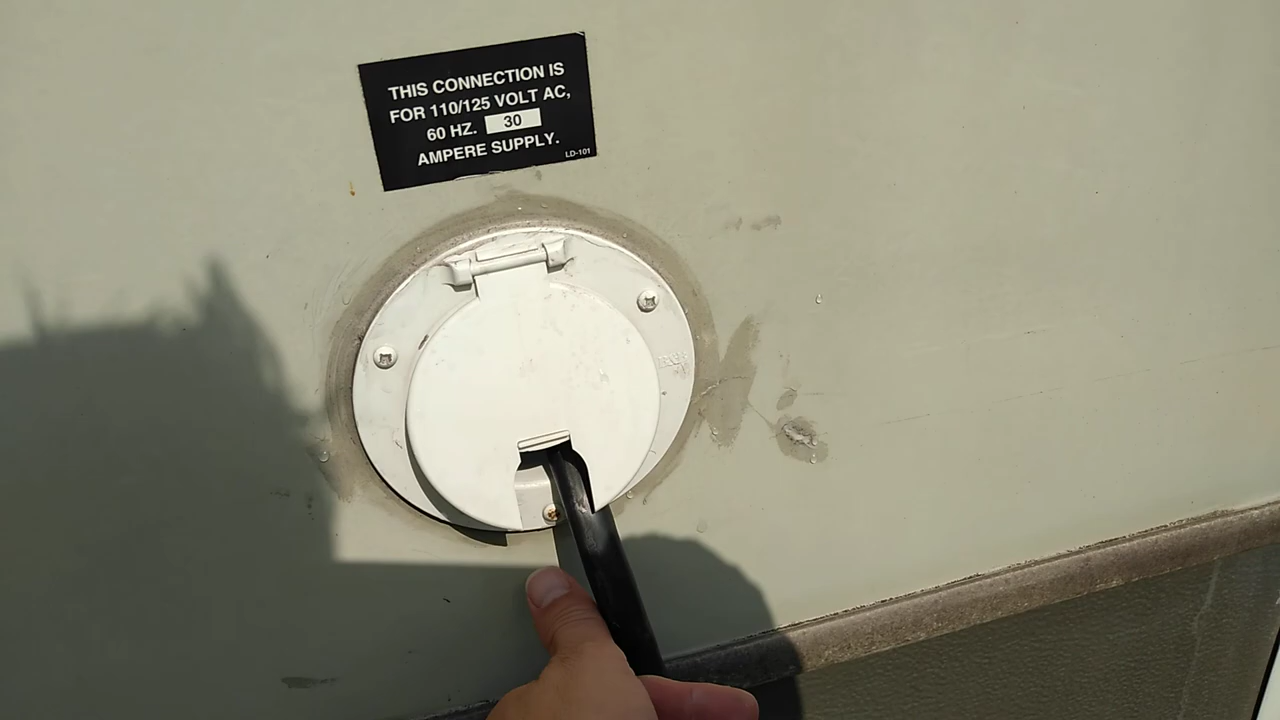 THIS CONNECTION IS
FOR 110/125 VOLT AC,
60 HZ. 30
AMPERE SUPPLY.
LD-101